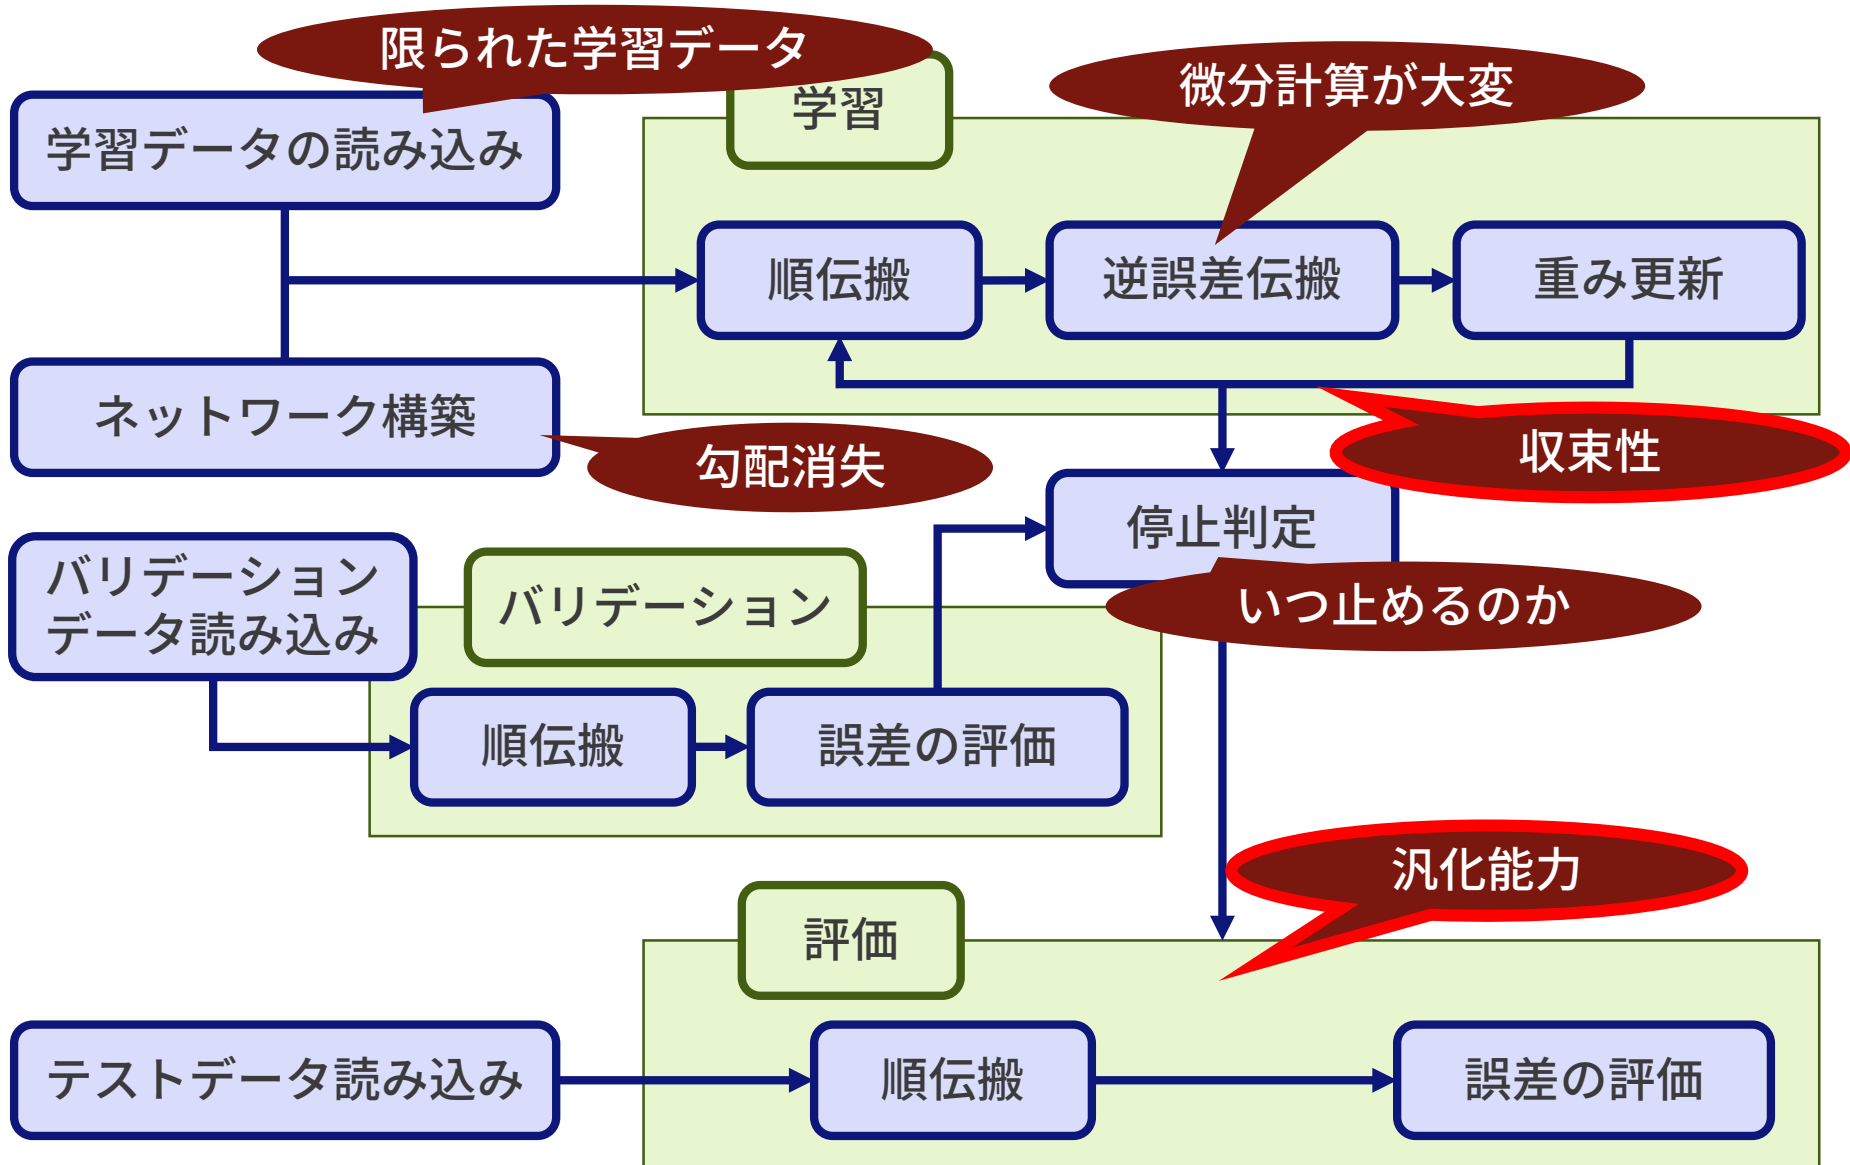 限られた学習データ
学習
微分計算が大変
学習データの読み込み
順伝搬
逆誤差伝搬
重み更新
ネットワーク構築
勾配消失
収束性
停止判定
バリデーション
データ読み込み
バリデーション
いつ止めるのか
順伝搬
誤差の評価
汎化能力
評価
テストデータ読み込み
順伝搬
誤差の評価